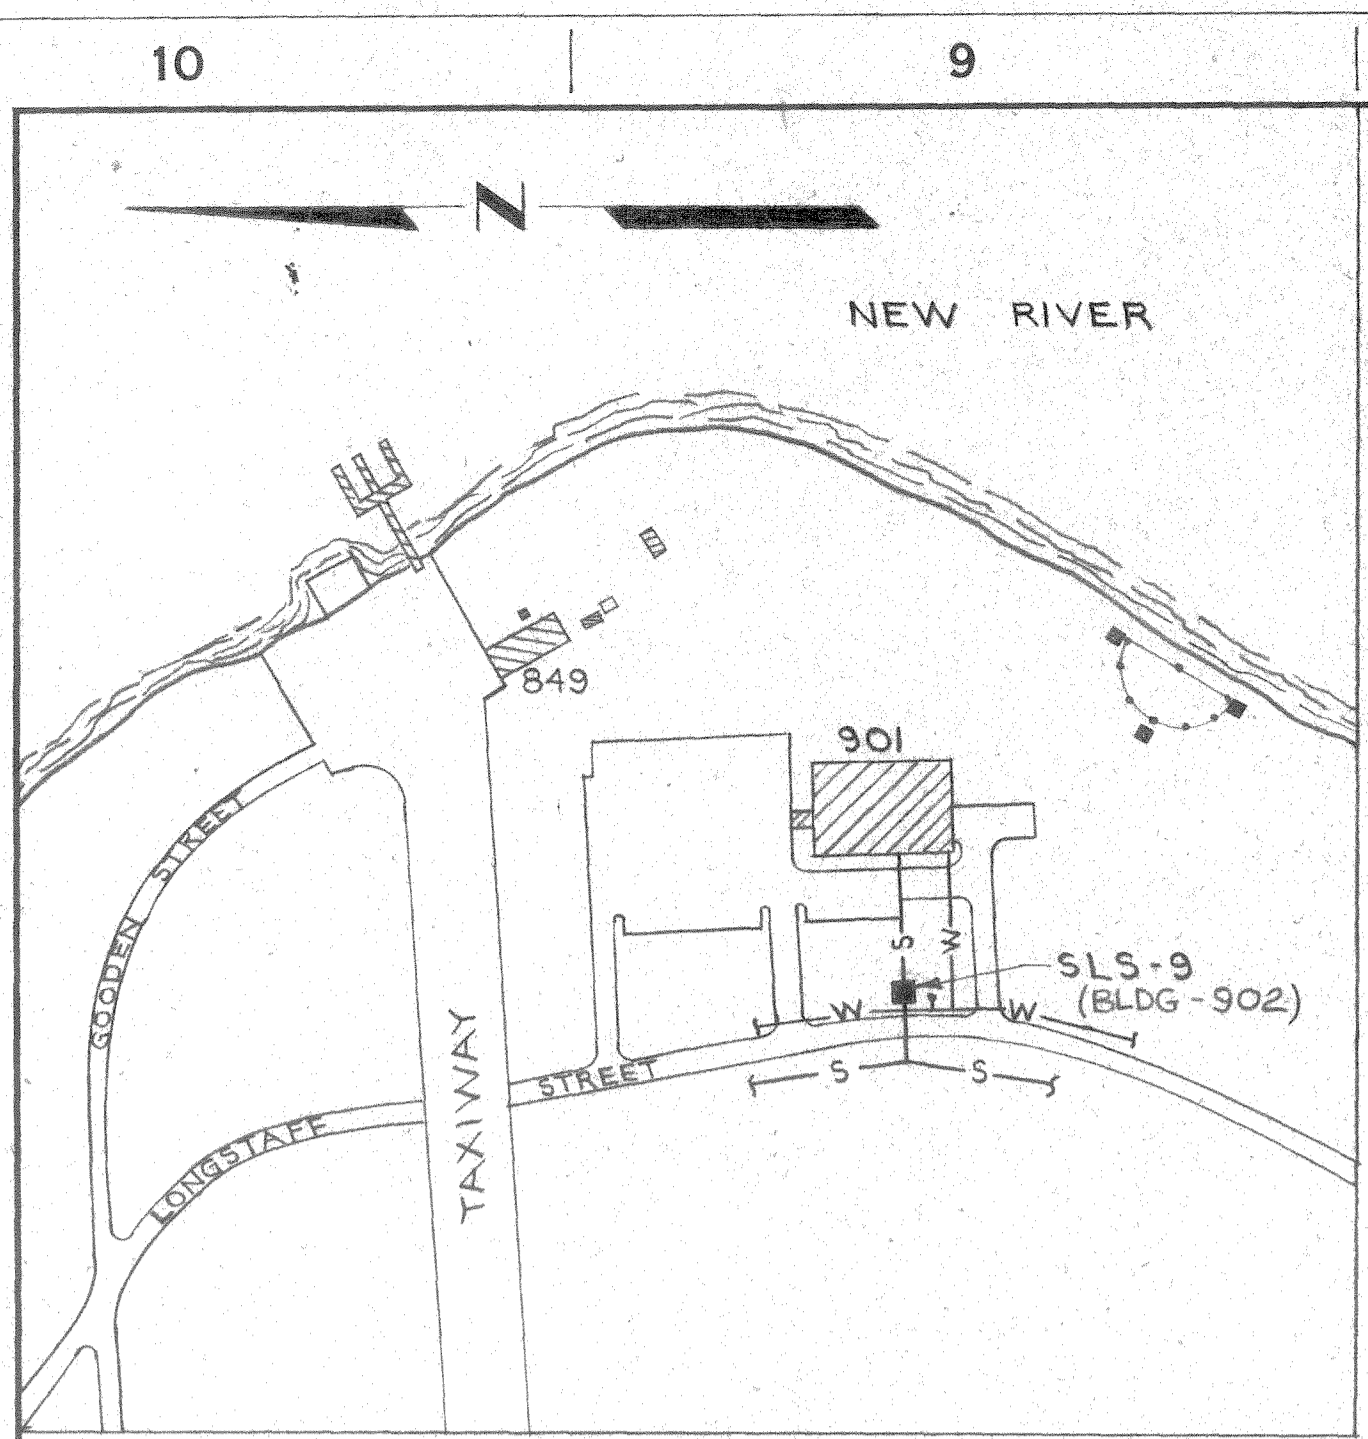 10
9
N
NEW RIVER
849
901
GOODEN STREET
S
W
SLS-9
(BLDG-902)
W
W
TAXIWAY
LONGSTAFF STREET
S
S